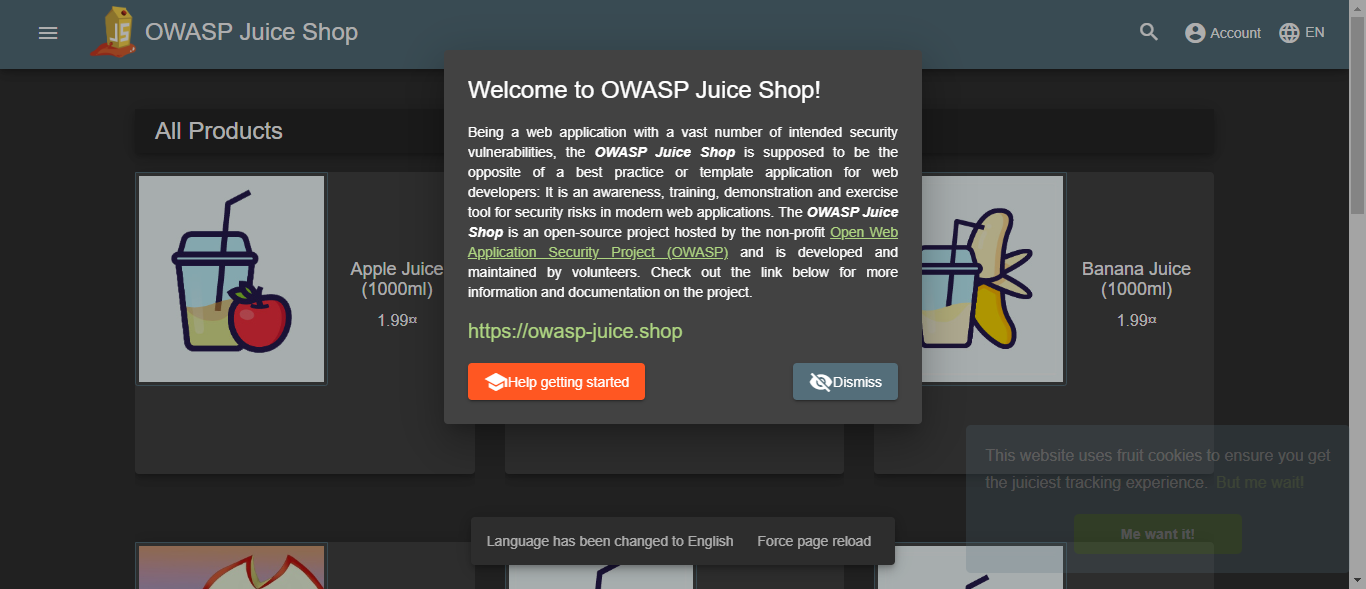 OWASP Juice Shop
Account
EN
Welcome to OWASP Juice Shop!
Being a web application with a vast number of intended security
vulnerabilities, the OWASP Juice Shop is supposed to be the
opposite of a best practice or template application for web
developers: It is an awareness, training, demonstration and exercise
tool for security risks in modern web applications. The OWASP Juice
Shop is an open-source project hosted by the non-profit Open Web
Application Security Project (OWASP) and is developed and
maintained by volunteers. Check out the link below for more
information and documentation on the project.
https://owasp-juice.shop
Help getting started
Dismiss
All Products
Apple Juice
(1000ml)
1.99¤
Banana Juice
(1000ml)
1.99¤
This website uses fruit cookies to ensure you get
the juiciest tracking experience. But me wait!
Me want it!
Language has been changed to English
Force page reload
JS